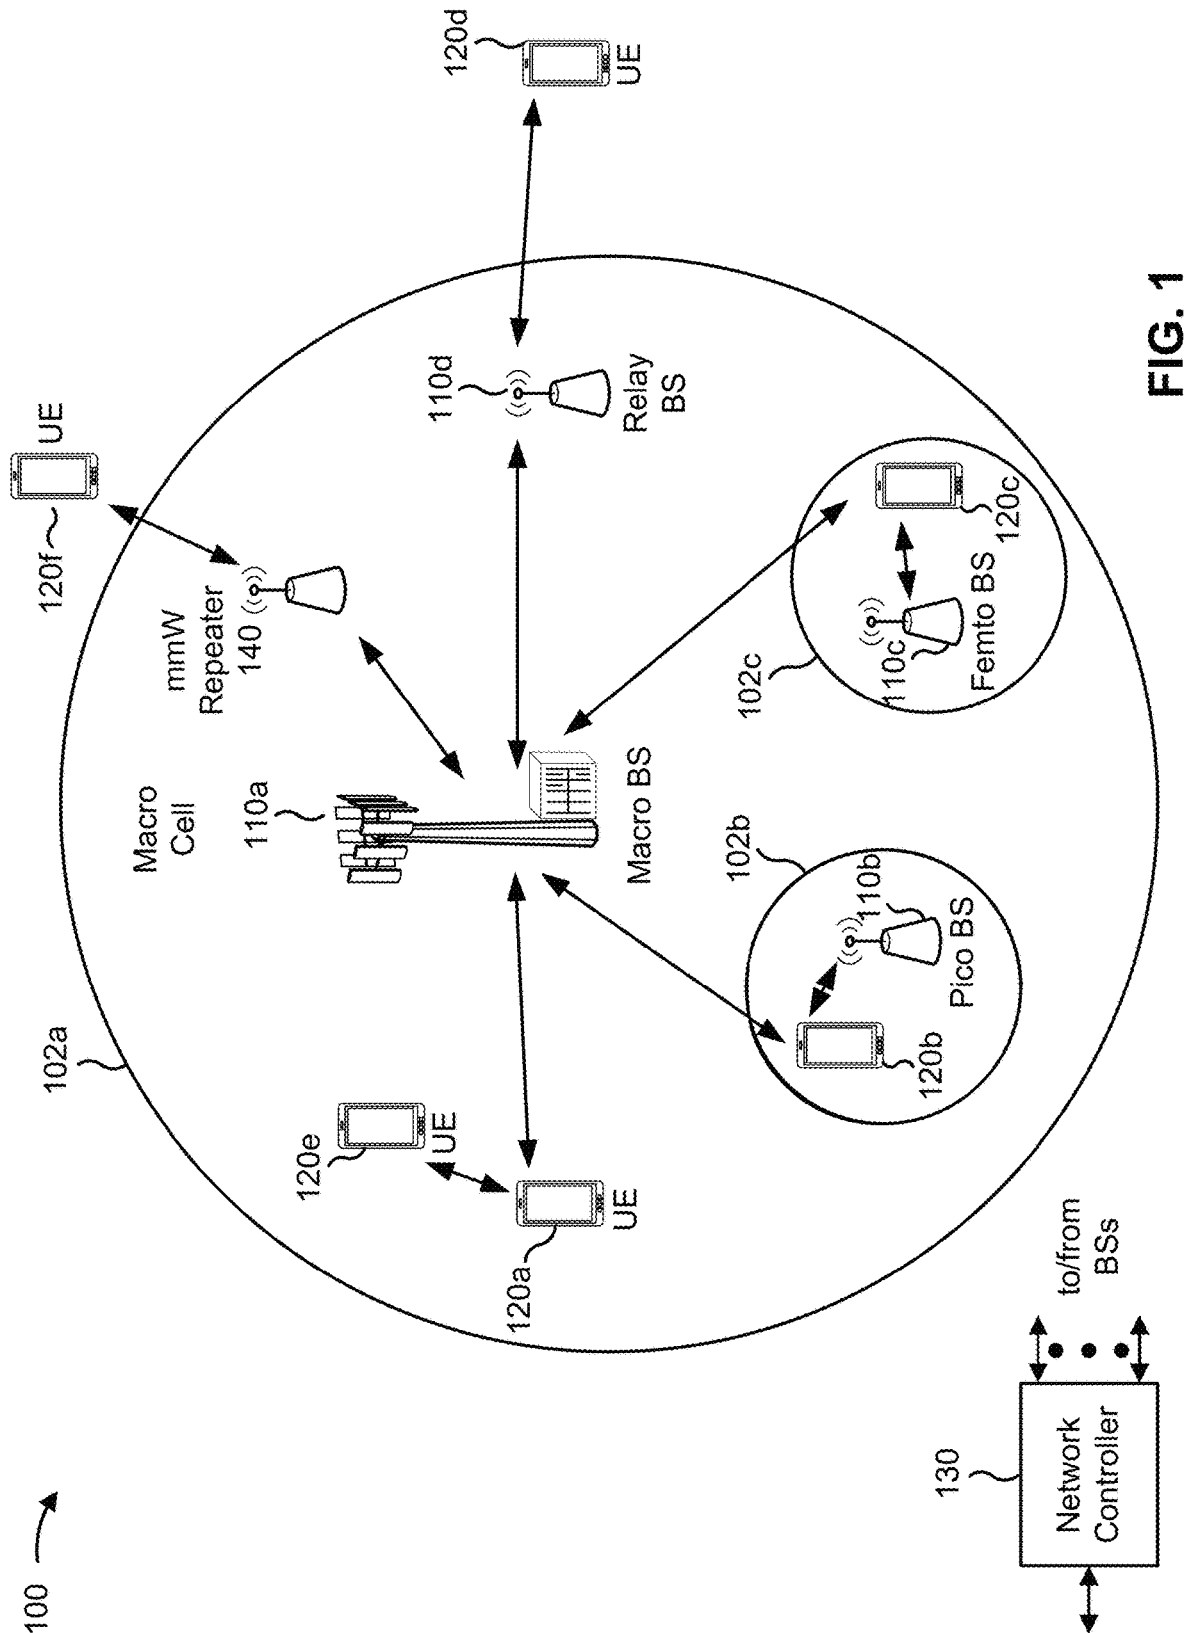 100
102a
Macro
Cell
110a
mmW
Repeater
140
120f
UE
120d
UE
120e
UE
120a
UE
Macro BS
110d
Relay
BS
102b
110b
Pico BS
120b
102c
110c
Femto BS
120c
130
Network
Controller
to/from
BSs
FIG. 1